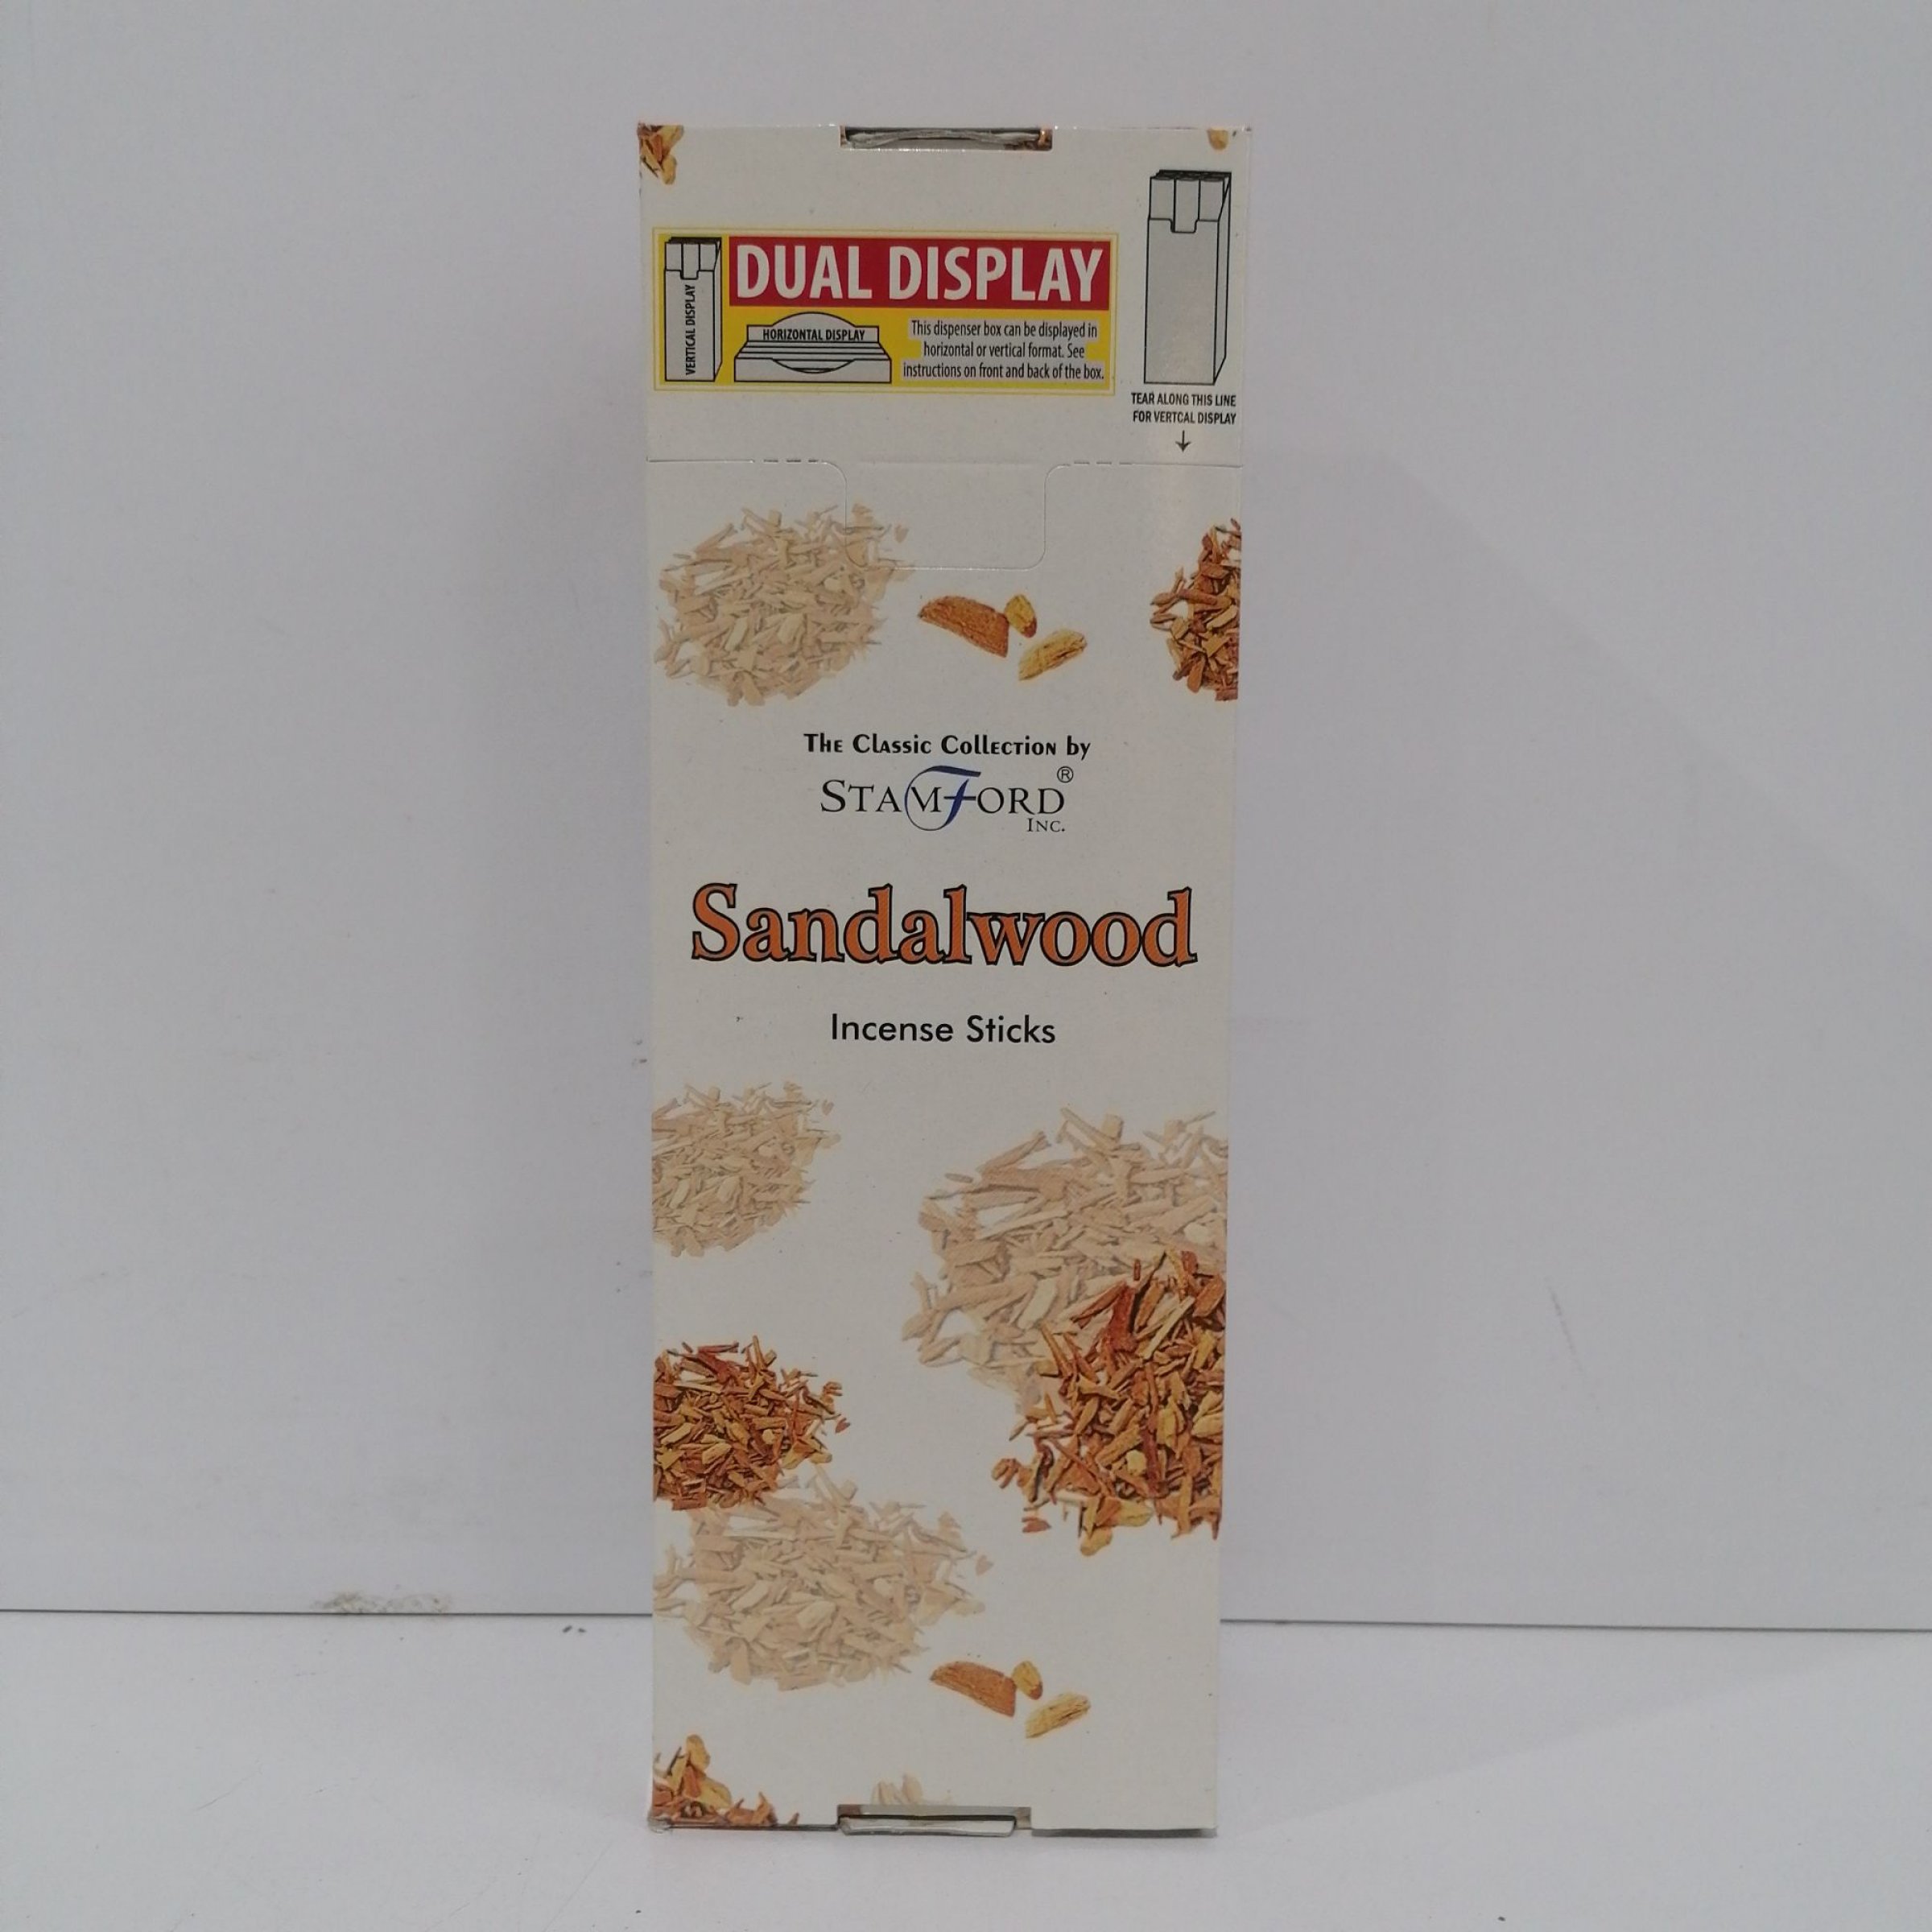 DUAL DISPLAY
VERTICAL DISPLAY
HORIZONTAL DISPLAY
This dispenser box can be displayed in
horizontal or vertical format. See
instructions on front and back of the box.
TEAR ALONG THIS LINE
FOR VERTCAL DISPLAY
The Classic Collection by
STAMFORD®
INC.
Sandalwood
Incense Sticks